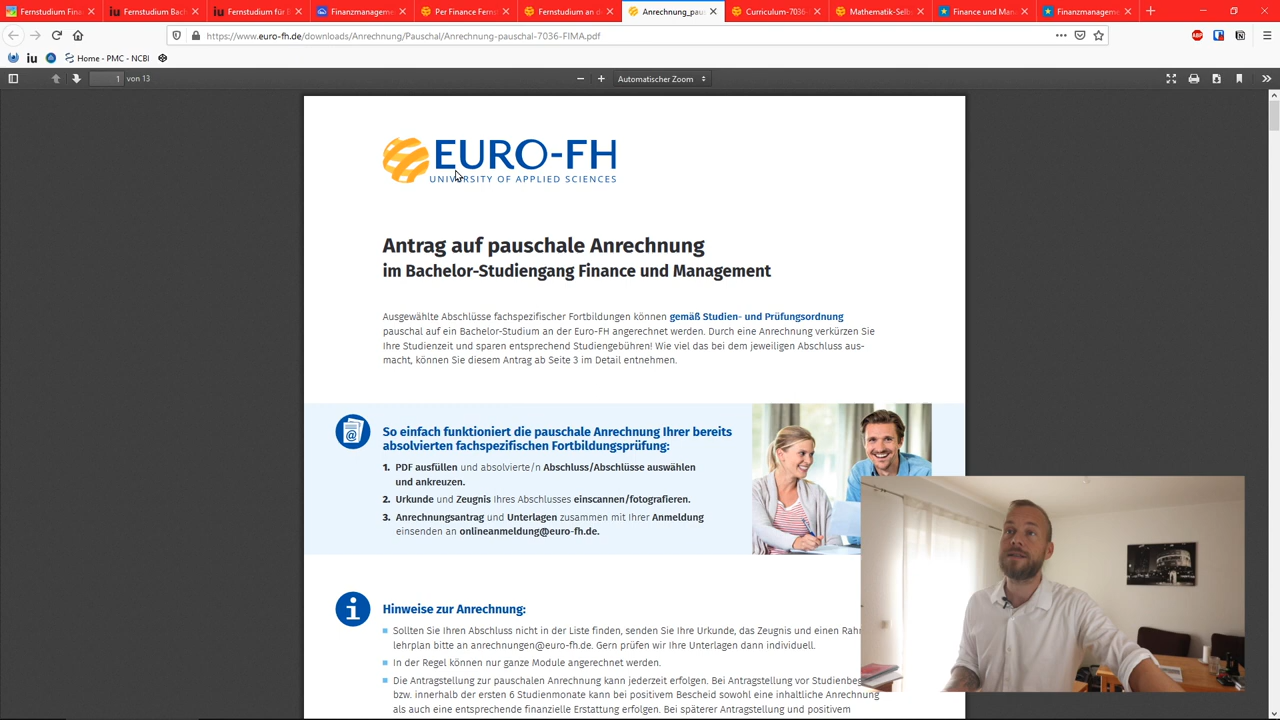 Fernstudium Fina
Fernstudium Bac
Fernstudium für
Finanzmanageme
Per Finance Ferns
Fernstudium an d
Anrechnung_pau
Curriculum-7036-
Mathematik-Selb
Finance und Man
Finanzmanageme
https://www.euro-fh.de/downloads/Anrechnung/Pauschal/Anrechnung-pauschal-7036-FIMA.pdf
iu
Home - PMC - NCBI
1 von 13
Automatischer Zoom
EURO-FH
UNIVERSITY OF APPLIED SCIENCES
Antrag auf pauschale Anrechnung
im Bachelor-Studiengang Finance und Management
Ausgewählte Abschlüsse fachspezifischer Fortbildungen können gemäß Studien- und Prüfungsordnung
pauschal auf ein Bachelor-Studium an der Euro-FH angerechnet werden. Durch eine Anrechnung verkürzen Sie
Ihre Studienzeit und sparen entsprechend Studiengebühren! Wie viel das bei dem jeweiligen Abschluss aus-
macht, können Sie diesem Antrag ab Seite 3 im Detail entnehmen.
So einfach funktioniert die pauschale Anrechnung Ihrer bereits
absolvierten fachspezifischen Fortbildungsprüfung:
1. PDF ausfüllen und absolvierte/n Abschluss/Abschlüsse auswählen
und ankreuzen.
2. Urkunde und Zeugnis Ihres Abschlusses einscannen/fotografieren.
3. Anrechnungsantrag und Unterlagen zusammen mit Ihrer Anmeldung
einsenden an onlineanmeldung@euro-fh.de.
Hinweise zur Anrechnung:
Sollten Sie Ihren Abschluss nicht in der Liste finden, senden Sie Ihre Urkunde, das Zeugnis und einen Rah
lehrplan bitte an anrechnungen@euro-fh.de. Gern prüfen wir Ihre Unterlagen dann individuell.
In der Regel können nur ganze Module angerechnet werden.
Die Antragstellung zur pauschalen Anrechnung kann jederzeit erfolgen. Bei Antragstellung vor Studienbe
bzw. innerhalb der ersten 6 Studienmonate kann bei positivem Bescheid sowohl eine inhaltliche Anrechnung
als auch eine entsprechende finanzielle Erstattung erfolgen. Bei späterer Antragstellung und positivem